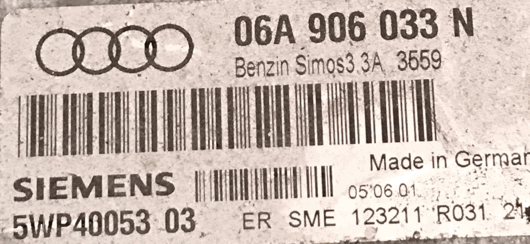 06A 906 033 N
Benzin Simos3.3A 3559
Made in German
SIEMENS
05'06.01
5WP40053 03 ER SME 123211 R031 21